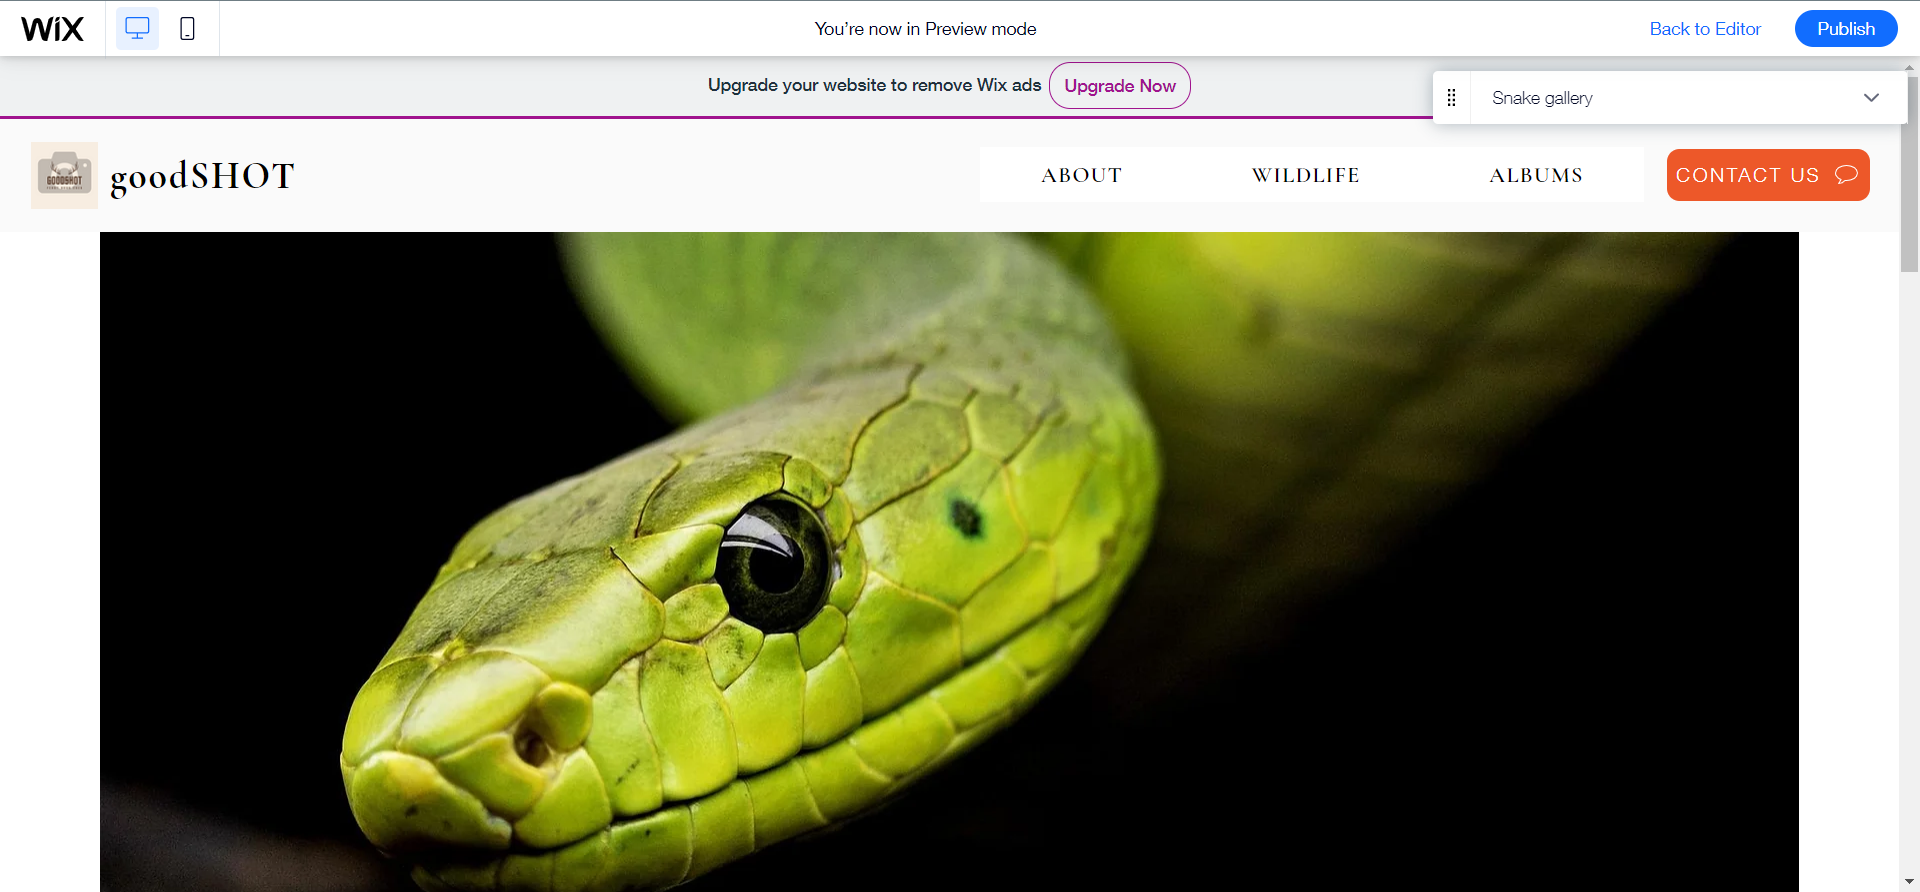 WiX
You're now in Preview mode
Back to Editor
Publish
Upgrade your website to remove Wix ads
Upgrade Now
Snake gallery
GOODSHOT
goodSHOT
ABOUT
WILDLIFE
ALBUMS
CONTACT US